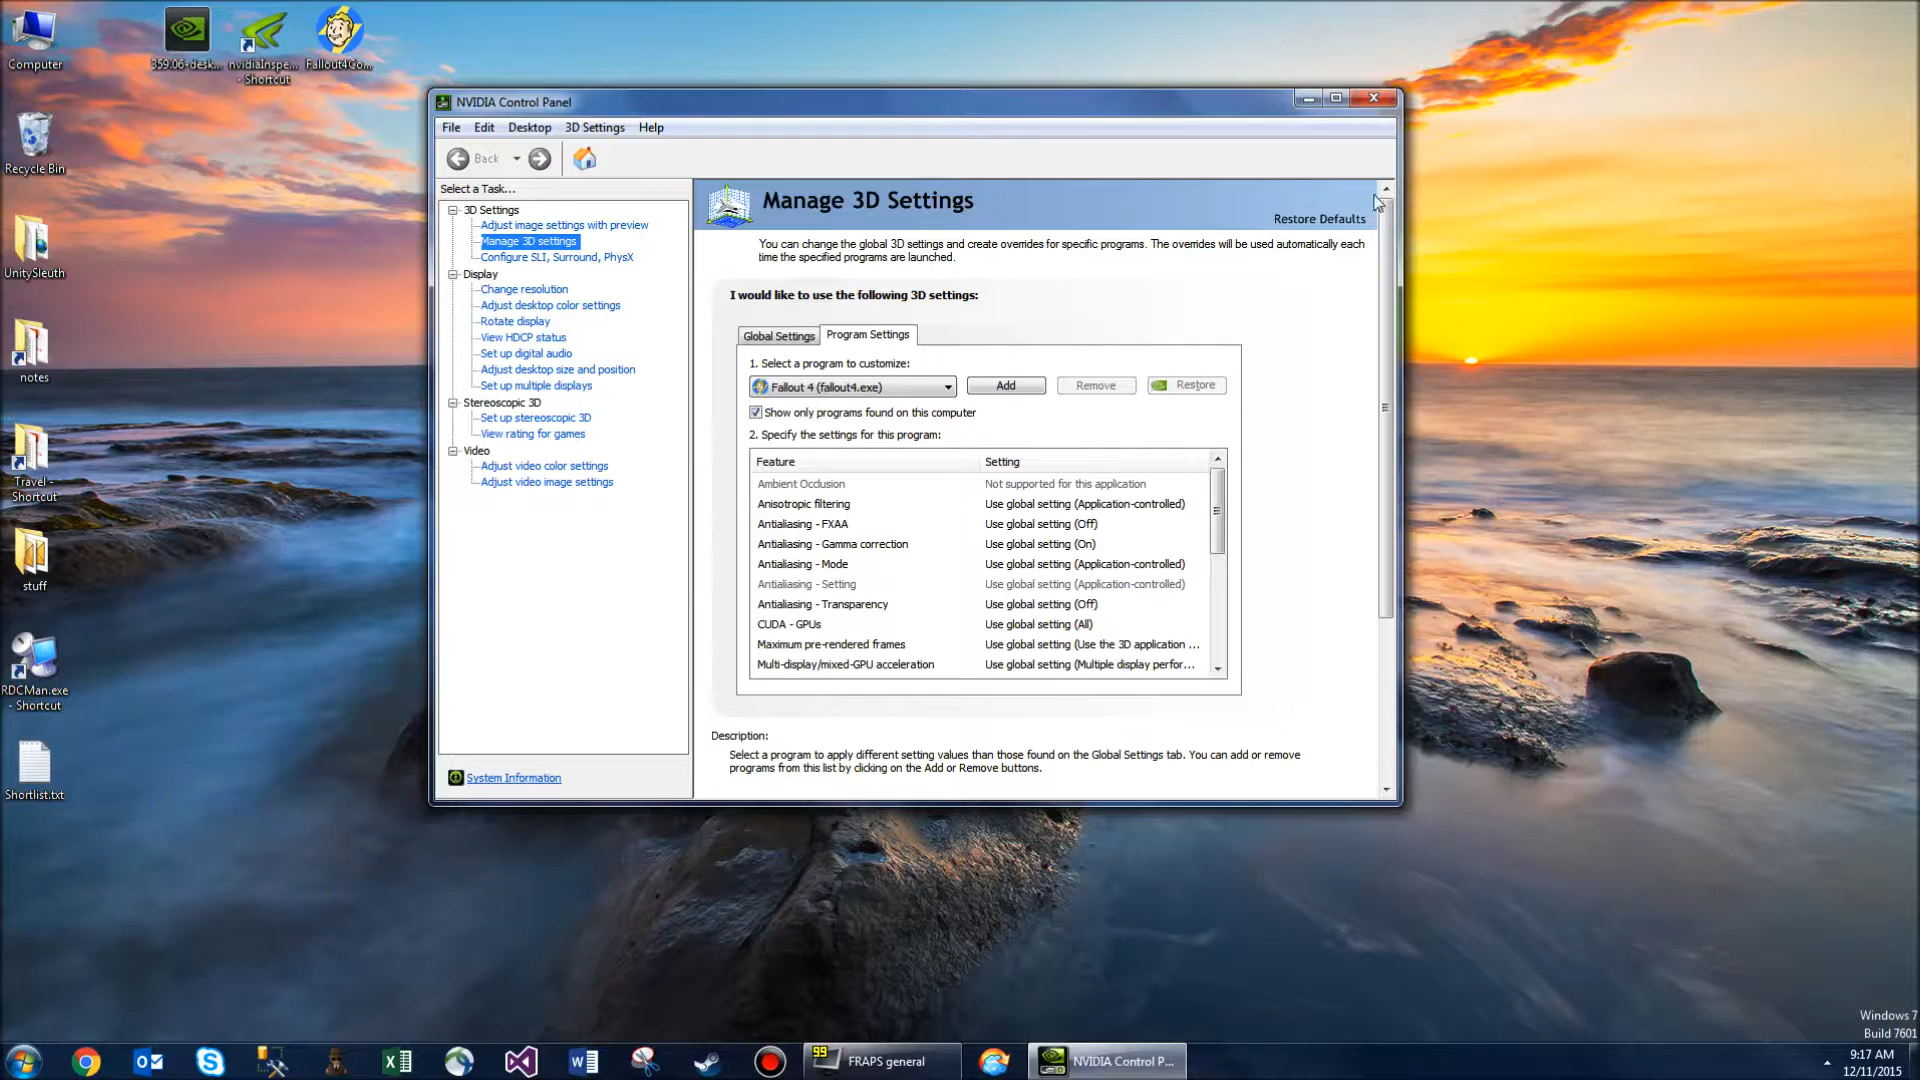 Computer
359.06-desk...
nvidiaInspe...
- Shortcut
Fallout4Co...
Recycle Bin
UnitySleuth
notes
Travel -
Shortcut
stuff
RDCMan.exe
- Shortcut
Shortlist.txt
NVIDIA Control Panel
File Edit Desktop 3D Settings Help
Back
Select a Task...
3D Settings
Adjust image settings with preview
Manage 3D settings
Configure SLI, Surround, PhysX
Display
Change resolution
Adjust desktop color settings
Rotate display
View HDCP status
Set up digital audio
Adjust desktop size and position
Set up multiple displays
Stereoscopic 3D
Set up stereoscopic 3D
View rating for games
Video
Adjust video color settings
Adjust video image settings
System Information
Manage 3D Settings
Restore Defaults
You can change the global 3D settings and create overrides for specific programs. The overrides will be used automatically each
time the specified programs are launched.
I would like to use the following 3D settings:
Global Settings Program Settings
1. Select a program to customize:
Fallout 4 (fallout4.exe) Add Remove Restore
Show only programs found on this computer
2. Specify the settings for this program:
Feature Setting
Ambient Occlusion Not supported for this application
Anisotropic filtering Use global setting (Application-controlled)
Antialiasing - FXAA Use global setting (Off)
Antialiasing - Gamma correction Use global setting (On)
Antialiasing - Mode Use global setting (Application-controlled)
Antialiasing - Setting Use global setting (Application-controlled)
Antialiasing - Transparency Use global setting (Off)
CUDA - GPUs Use global setting (All)
Maximum pre-rendered frames Use global setting (Use the 3D application ...
Multi-display/mixed-GPU acceleration Use global setting (Multiple display perfor...
Description:
Select a program to apply different setting values than those found on the Global Settings tab. You can add or remove
programs from this list by clicking on the Add or Remove buttons.
Windows 7
Build 7601
99 FRAPS general
NVIDIA Control P...
9:17 AM
12/11/2015